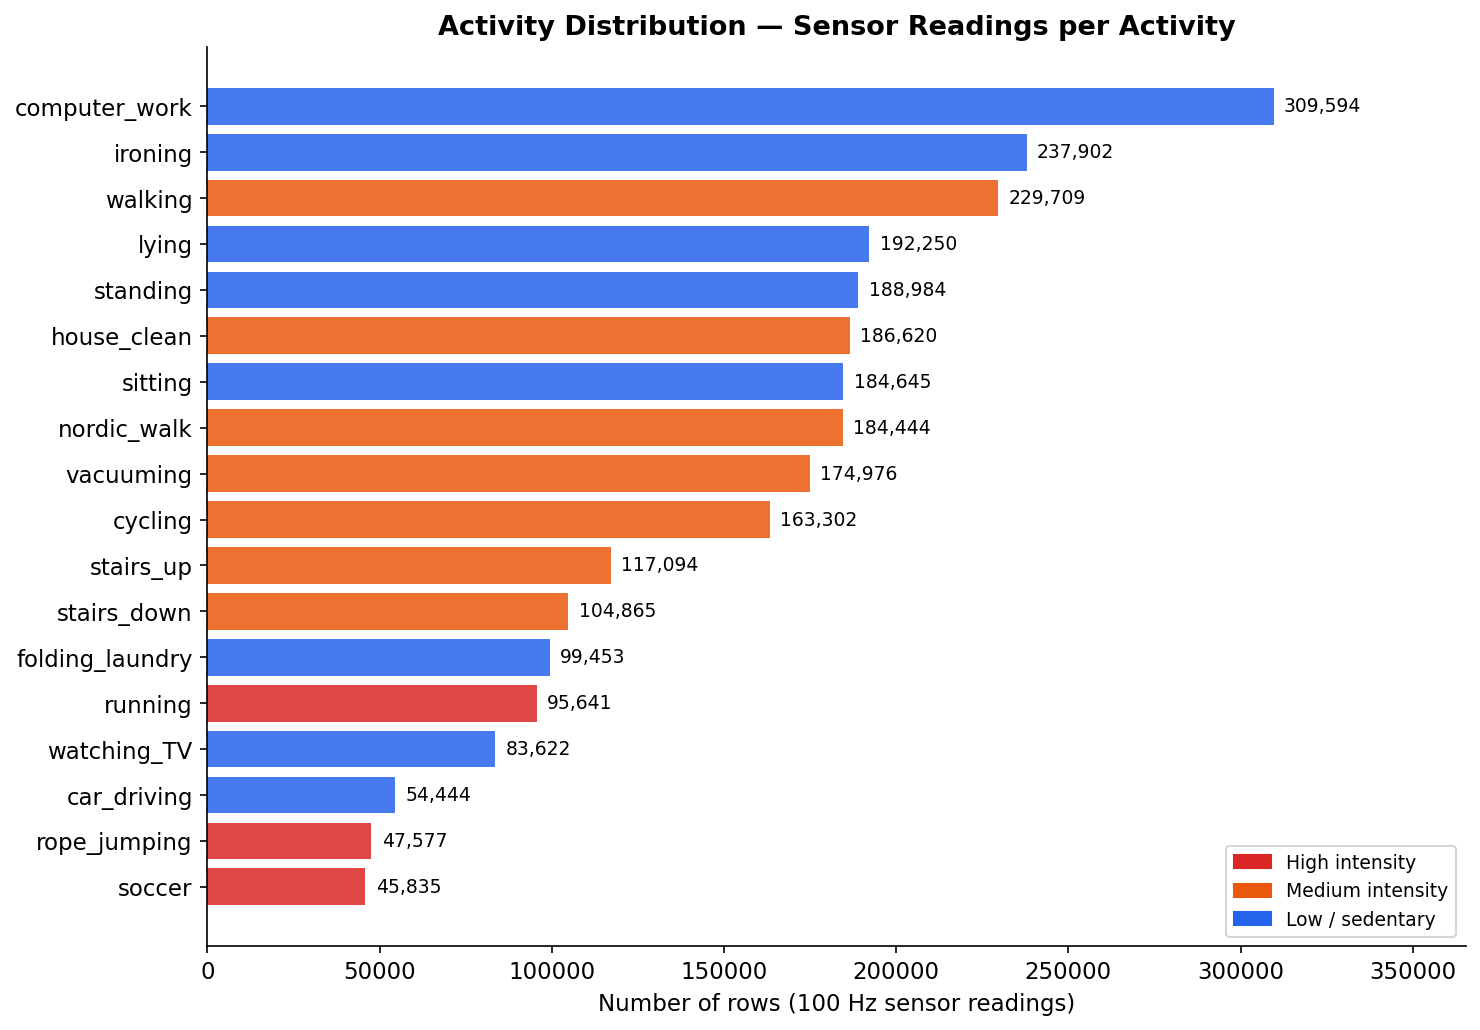 Activity Distribution — Sensor Readings per Activity
computer_work 309,594
ironing 237,902
walking 229,709
lying 192,250
standing 188,984
house_clean 186,620
sitting 184,645
nordic_walk 184,444
vacuuming 174,976
cycling 163,302
stairs_up 117,094
stairs_down 104,865
folding_laundry 99,453
running 95,641
watching_TV 83,622
car_driving 54,444
rope_jumping 47,577
soccer 45,835
High intensity
Medium intensity
Low / sedentary
0 50000 100000 150000 200000 250000 300000 350000
Number of rows (100 Hz sensor readings)